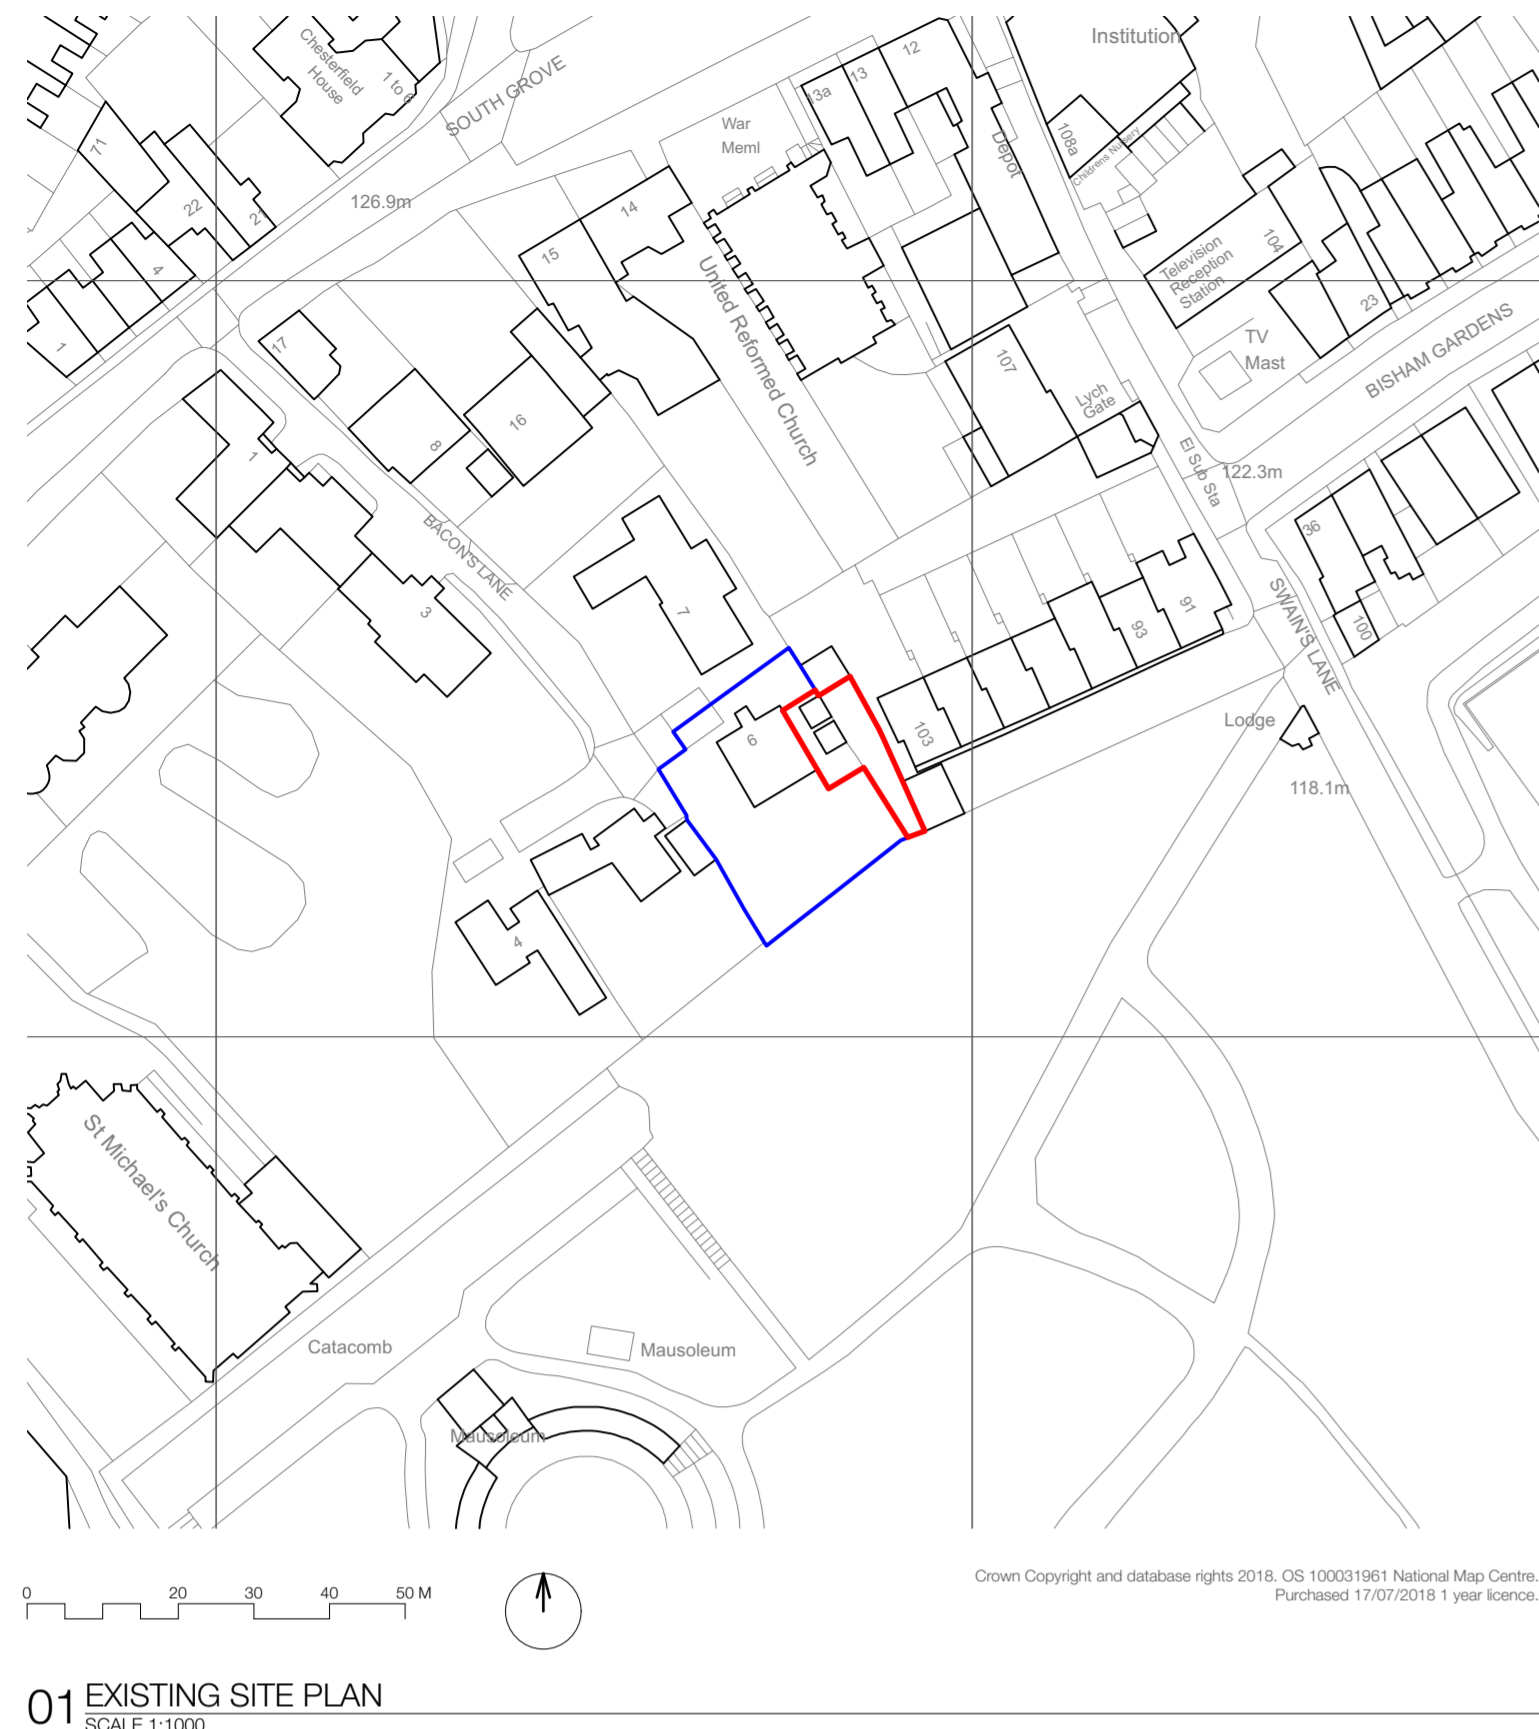 Institution
Chesterfield
House
1 to 6
SOUTH GROVE
12
13
13a
War
Meml
Depot
108a
Childrens Nursery
71
22
21
126.9m
14
15
4
1
17
United Reformed Church
107
Lych
Gate
Television
Reception
Station
104
23
TV
Mast
BISHAM GARDENS
16
8
1
El Sub Sta
122.3m
36
BACON'S LANE
3
7
91
93
100
SWAIN'S LANE
103
6
Lodge
118.1m
4
St Michael's Church
Catacomb
Mausoleum
Mausoleum
0 20 30 40 50 M
Crown Copyright and database rights 2018. OS 100031961 National Map Centre.
Purchased 17/07/2018 1 year licence.
01 EXISTING SITE PLAN
SCALE 1:1000